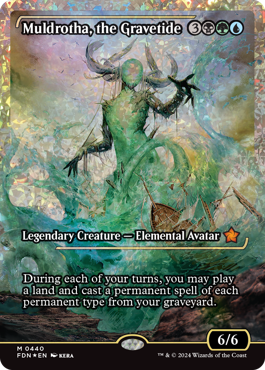 Muldrotha, the Gravetide 3
Legendary Creature — Elemental Avatar
During each of your turns, you may play
a land and cast a permanent spell of each
permanent type from your graveyard.
6/6
M 0440
FDN★EN KERA
™ & © 2024 Wizards of the Coast